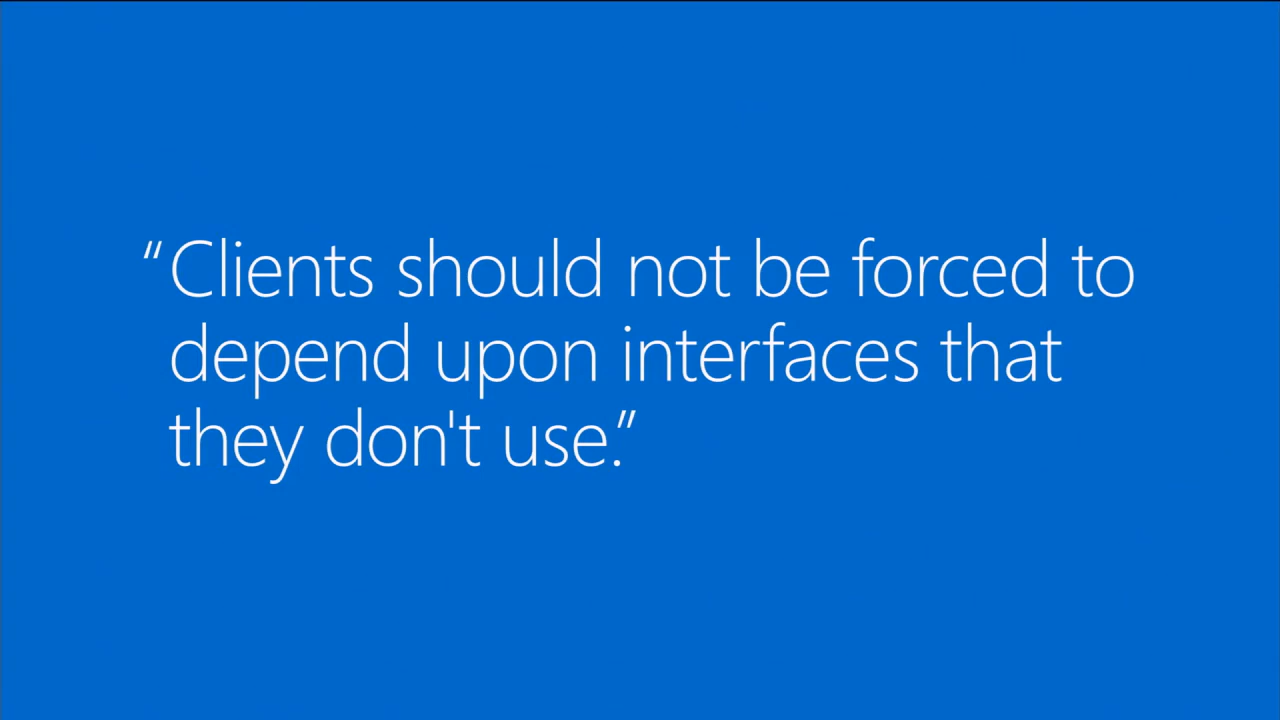 “Clients should not be forced to
depend upon interfaces that
they don't use.”